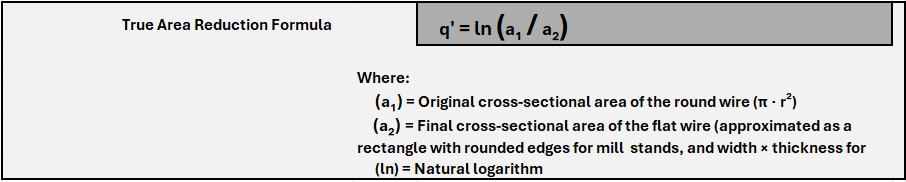 True Area Reduction Formula
q' = ln (a₁ / a₂)
Where:
(a₁) = Original cross-sectional area of the round wire (π · r²)
(a₂) = Final cross-sectional area of the flat wire (approximated as a
rectangle with rounded edges for mill stands, and width × thickness for
(ln) = Natural logarithm